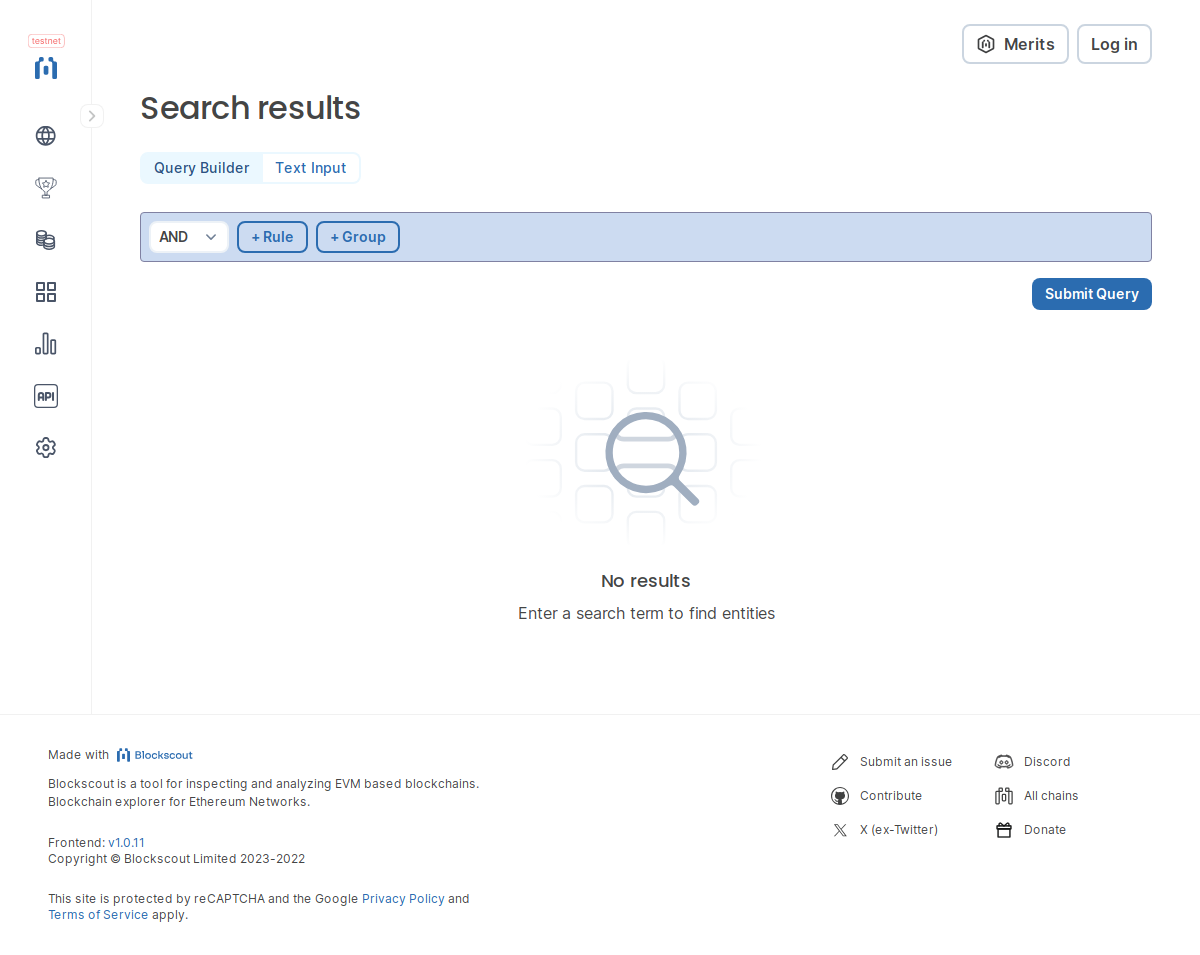 testnet
Merits
Log in
Search results
Query Builder
Text Input
AND
+ Rule
+ Group
Submit Query
API
No results
Enter a search term to find entities
Made with Blockscout
Blockscout is a tool for inspecting and analyzing EVM based blockchains.
Blockchain explorer for Ethereum Networks.
Frontend: v1.0.11
Copyright © Blockscout Limited 2023-2022
This site is protected by reCAPTCHA and the Google Privacy Policy and
Terms of Service apply.
Submit an issue
Discord
Contribute
All chains
X (ex-Twitter)
Donate